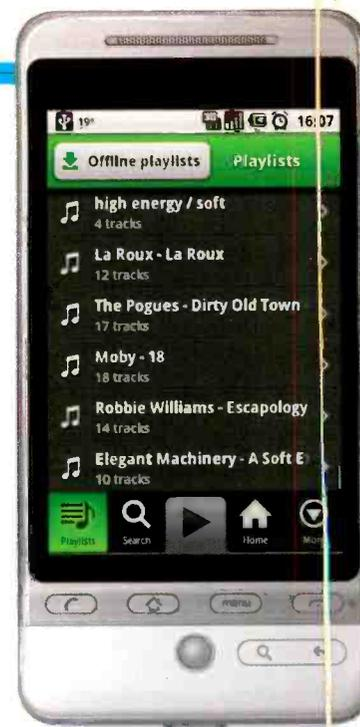 19° 16:07
Offline playlists Playlists
high energy / soft
4 tracks
La Roux - La Roux
12 tracks
The Pogues - Dirty Old Town
17 tracks
Moby - 18
18 tracks
Robbie Williams - Escapology
14 tracks
Elegant Machinery - A Soft E
10 tracks
Playlists Search Home More
menu